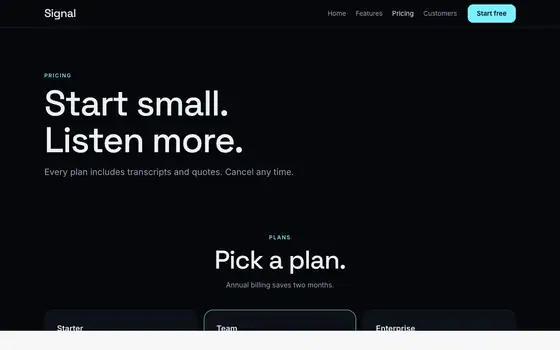 Signal
Home Features Pricing Customers Start free
PRICING
Start small.
Listen more.
Every plan includes transcripts and quotes. Cancel any time.
PLANS
Pick a plan.
Annual billing saves two months.
Starter Team Enterprise